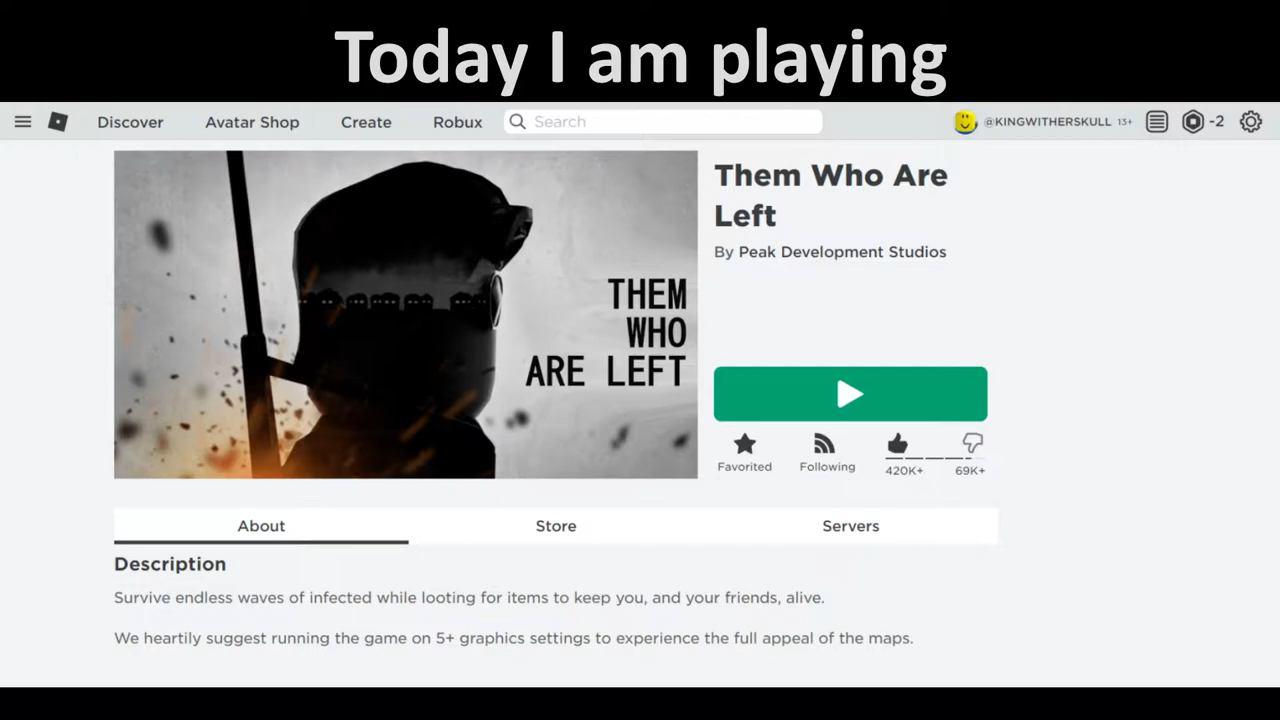 Today I am playing
Discover Avatar Shop Create Robux Search @KINGWITHERSKULL 13+ -2
THEM
WHO
ARE LEFT
Them Who Are
Left
By Peak Development Studios
Favorited Following 420K+ 69K+
About Store Servers
Description
Survive endless waves of infected while looting for items to keep you, and your friends, alive.
We heartily suggest running the game on 5+ graphics settings to experience the full appeal of the maps.